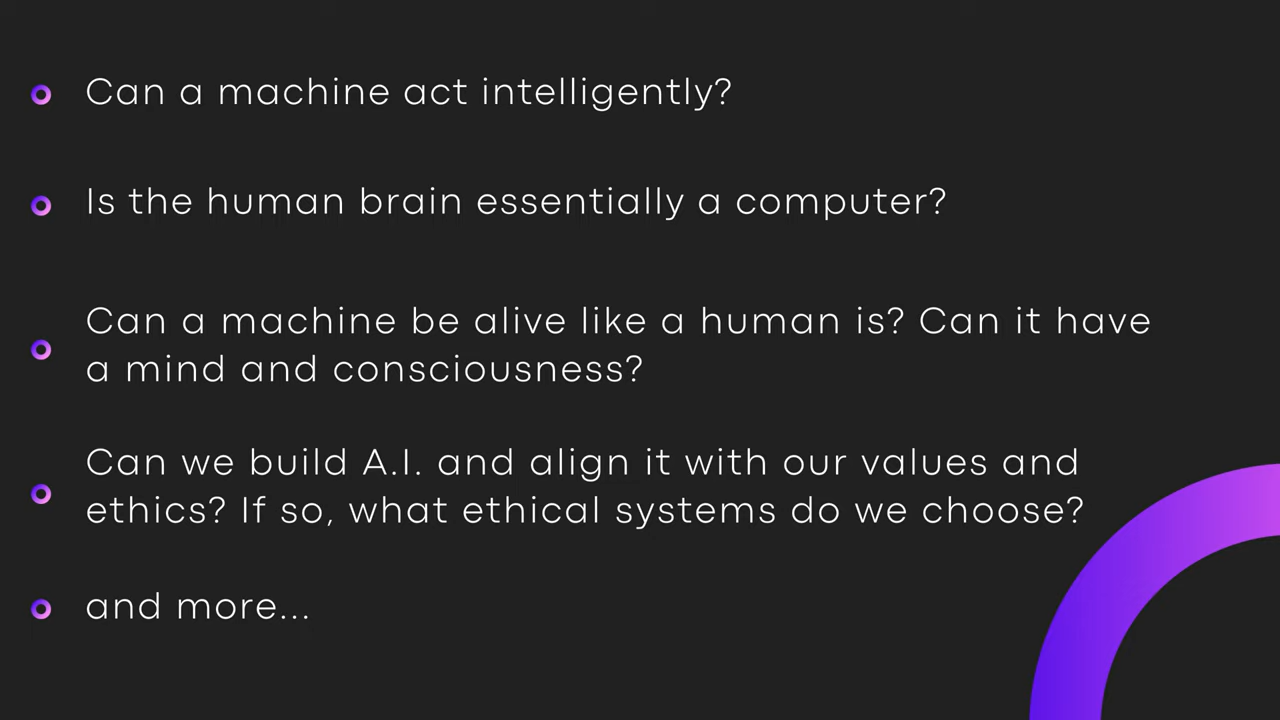 Can a machine act intelligently?
Is the human brain essentially a computer?
Can a machine be alive like a human is? Can it have
a mind and consciousness?
Can we build A.I. and align it with our values and
ethics? If so, what ethical systems do we choose?
and more...